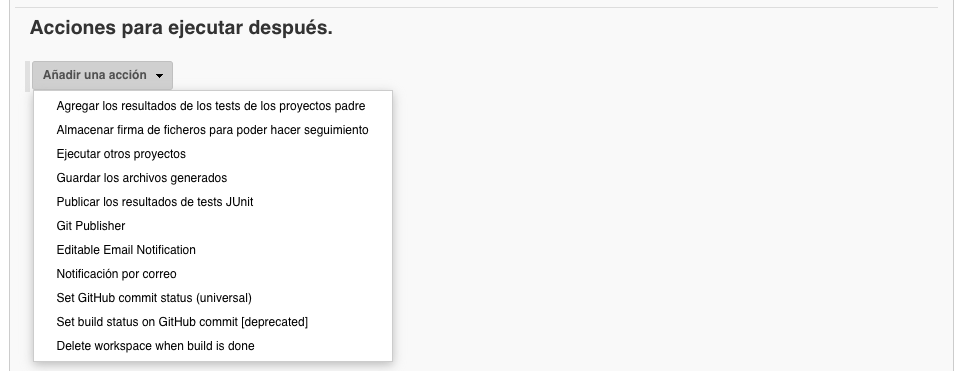 Acciones para ejecutar después.
Añadir una acción
Agregar los resultados de los tests de los proyectos padre
Almacenar firma de ficheros para poder hacer seguimiento
Ejecutar otros proyectos
Guardar los archivos generados
Publicar los resultados de tests JUnit
Git Publisher
Editable Email Notification
Notificación por correo
Set GitHub commit status (universal)
Set build status on GitHub commit [deprecated]
Delete workspace when build is done